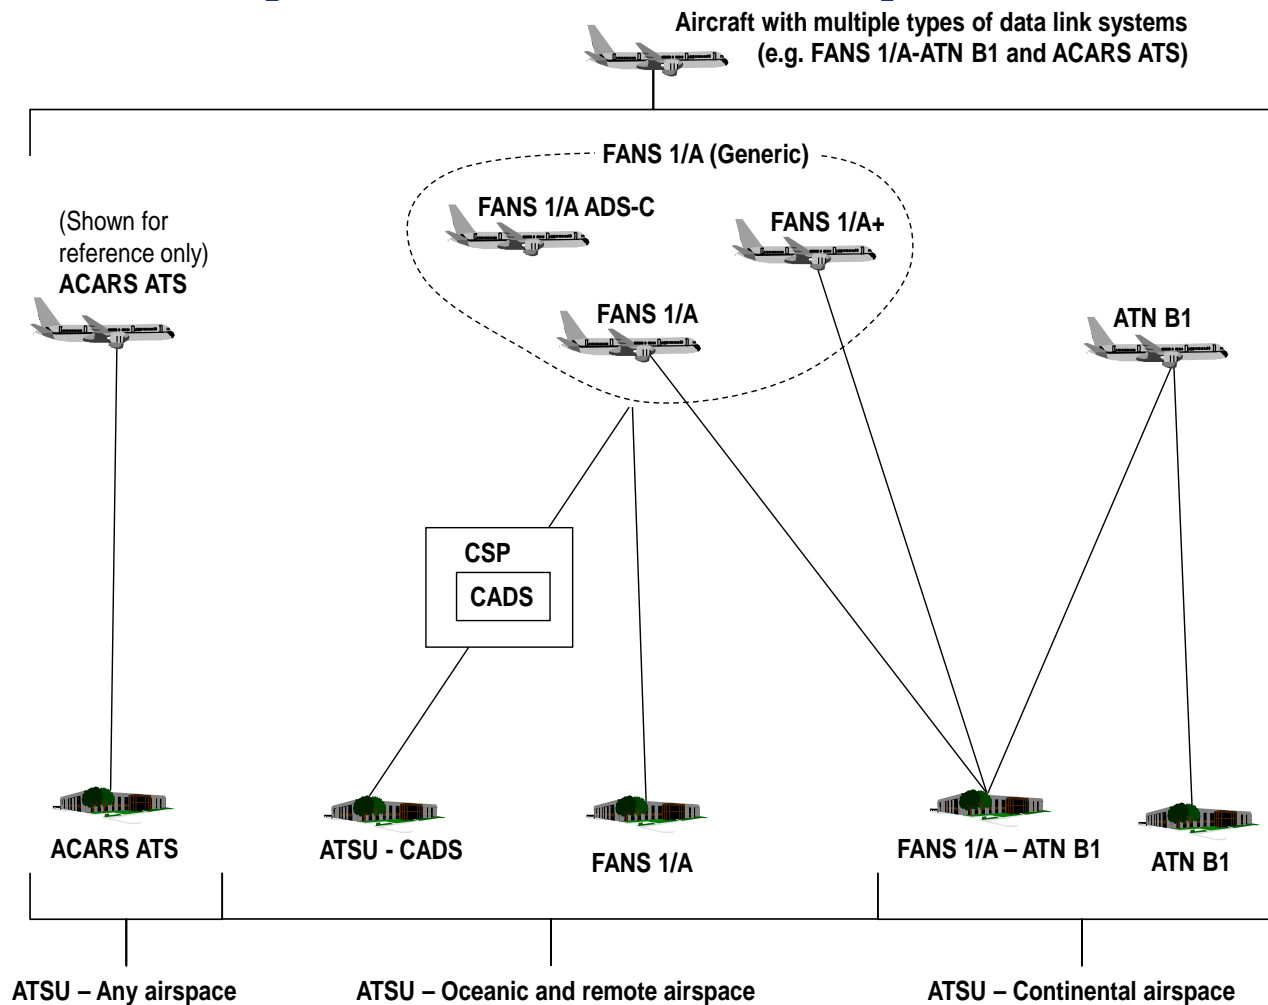 Aircraft with multiple types of data link systems
(e.g. FANS 1/A-ATN B1 and ACARS ATS)
FANS 1/A (Generic)
(Shown for
reference only)
ACARS ATS
FANS 1/A ADS-C
FANS 1/A+
FANS 1/A
ATN B1
CSP
CADS
ACARS ATS
ATSU - CADS
FANS 1/A
FANS 1/A – ATN B1
ATN B1
ATSU – Any airspace
ATSU – Oceanic and remote airspace
ATSU – Continental airspace